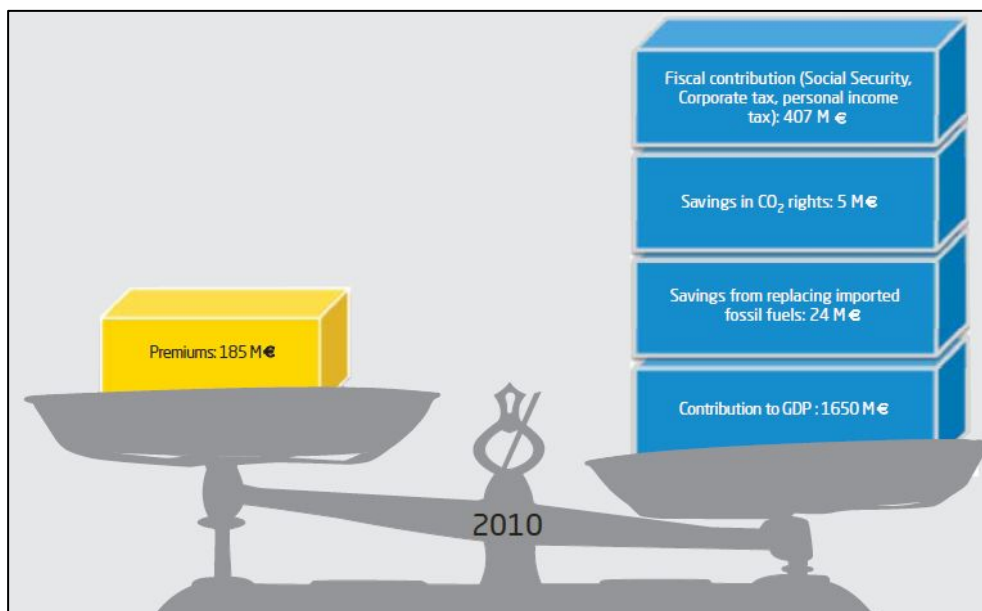 Fiscal contribution (Social Security,
Corporate tax, personal income
tax): 407 M €
Savings in CO₂ rights: 5 M€
Savings from replacing imported
fossil fuels: 24 M€
Premiums: 185 M€
Contribution to GDP : 1650 M€
2010